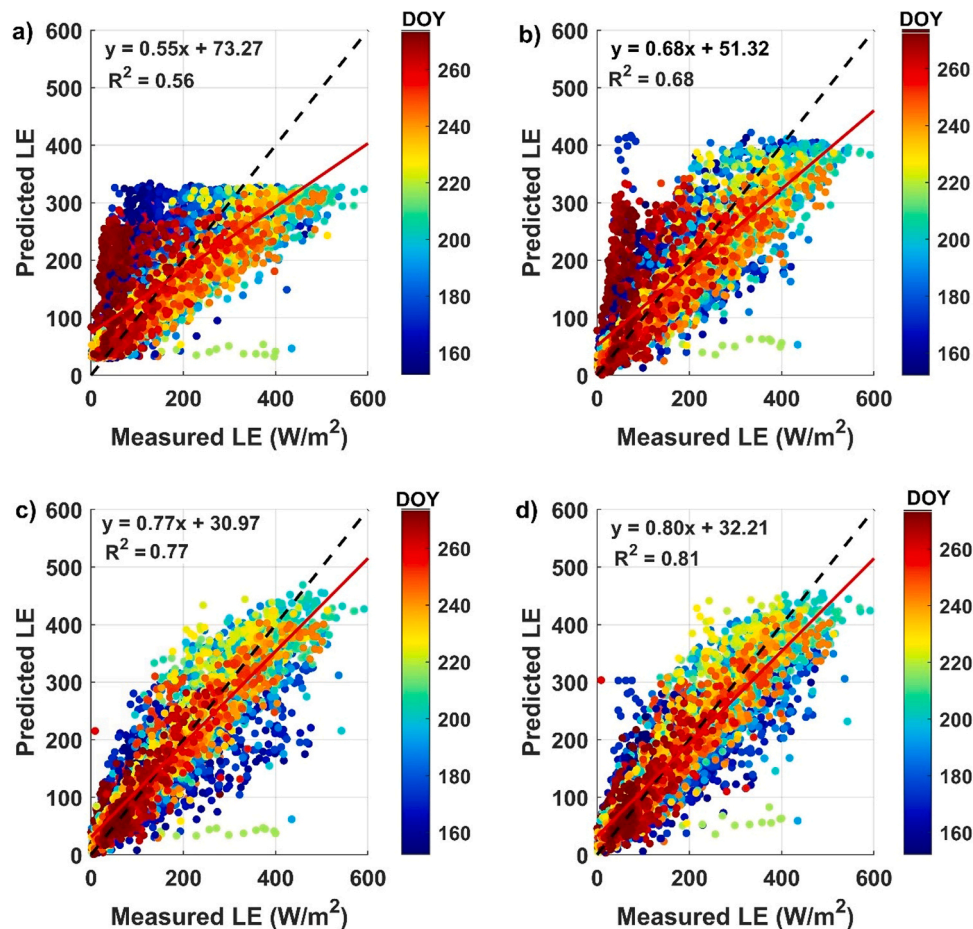 a)
DOY
y = 0.55x + 73.27
R² = 0.56
600
500
400
300
200
100
0
0 200 400 600
Predicted LE
Measured LE (W/m²)
260
240
220
200
180
160
b)
DOY
y = 0.68x + 51.32
R² = 0.68
600
500
400
300
200
100
0
0 200 400 600
Predicted LE
Measured LE (W/m²)
260
240
220
200
180
160
c)
DOY
y = 0.77x + 30.97
R² = 0.77
600
500
400
300
200
100
0
0 200 400 600
Predicted LE
Measured LE (W/m²)
260
240
220
200
180
160
d)
DOY
y = 0.80x + 32.21
R² = 0.81
600
500
400
300
200
100
0
0 200 400 600
Predicted LE
Measured LE (W/m²)
260
240
220
200
180
160